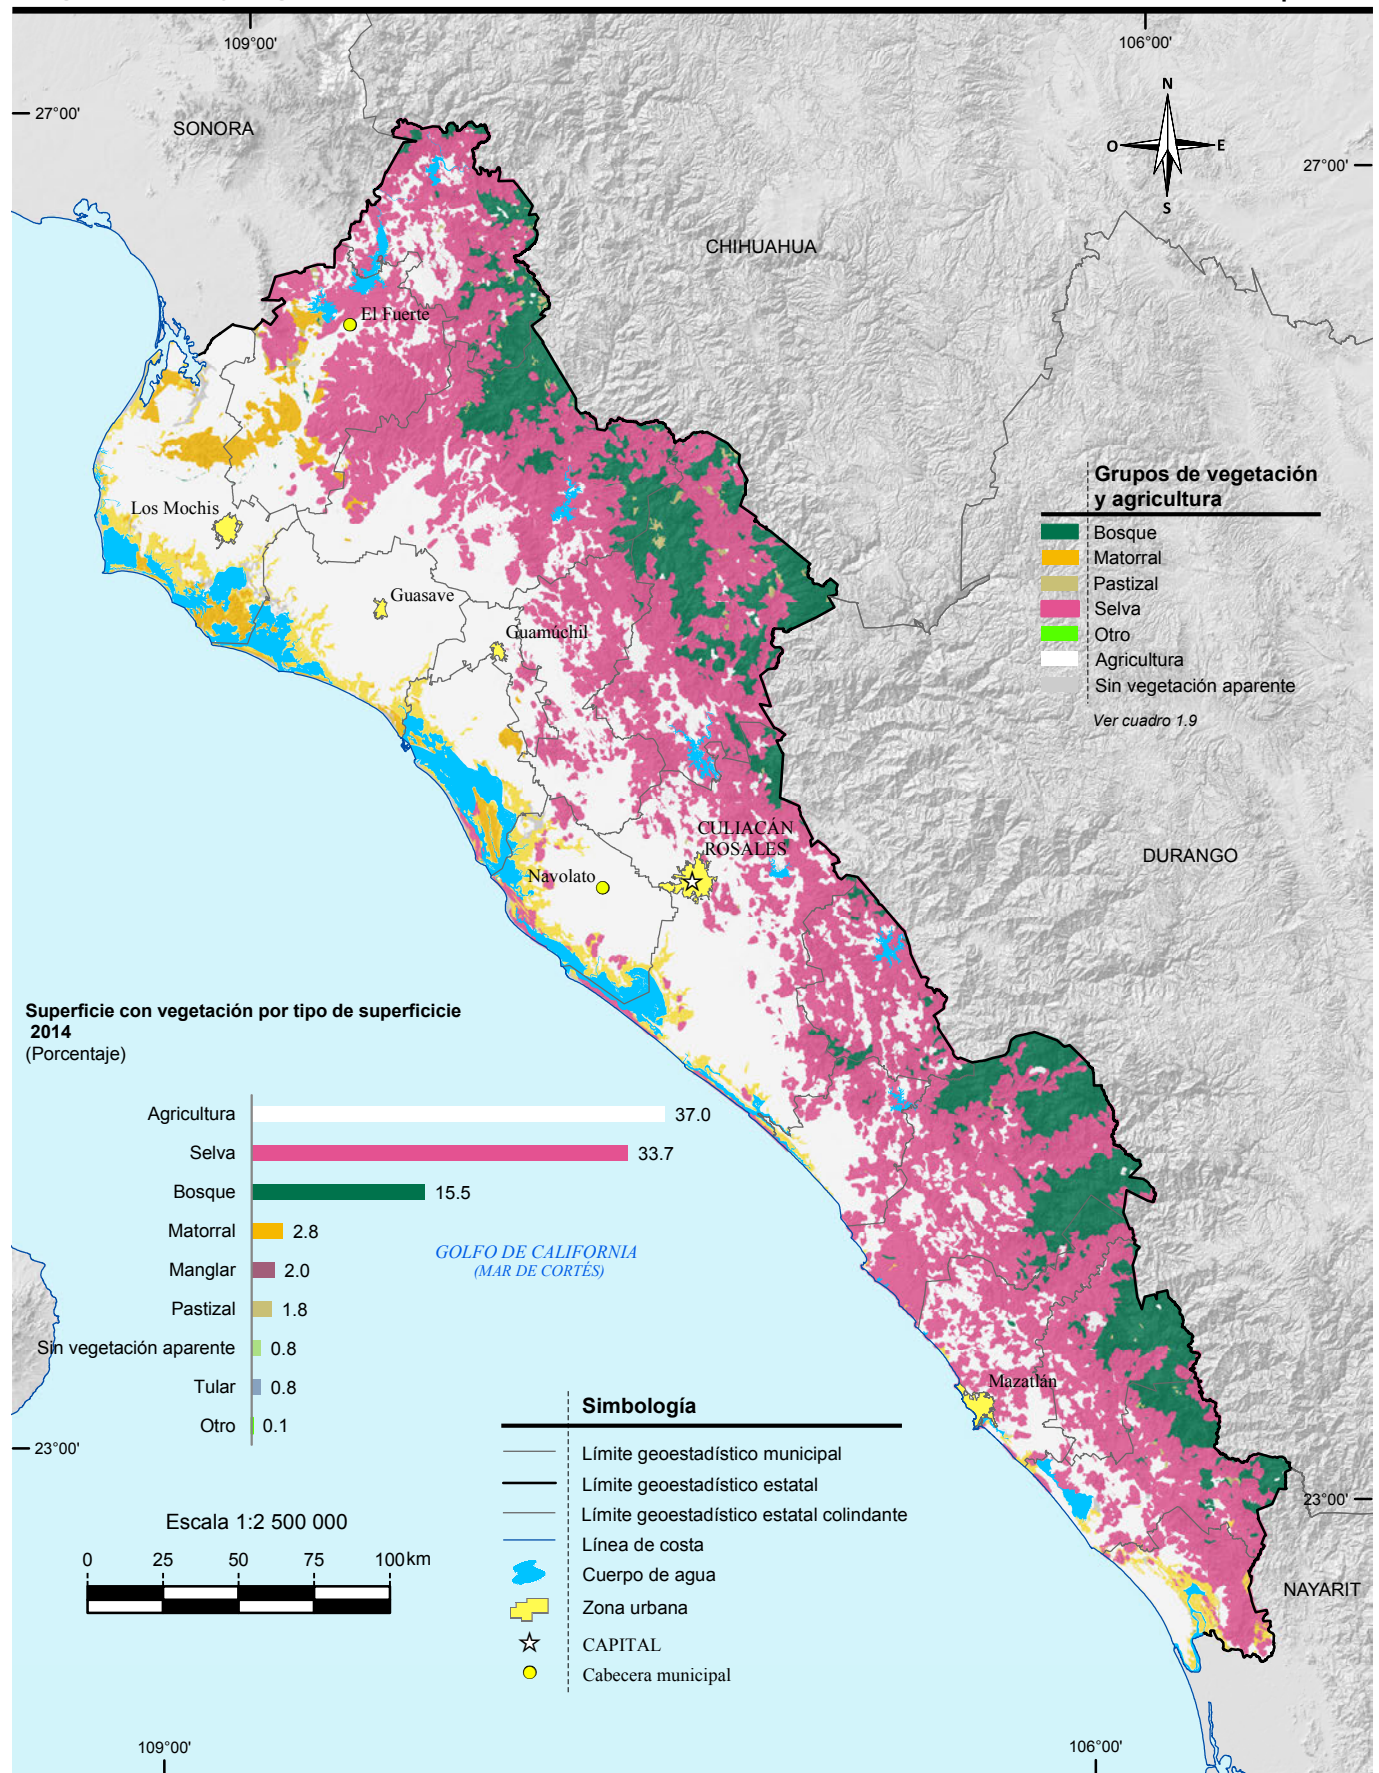 109°00'
106°00'
27°00'
27°00'
SONORA
N
O
E
S
CHIHUAHUA
El Fuerte
Grupos de vegetación
y agricultura
Bosque
Matorral
Pastizal
Selva
Otro
Agricultura
Sin vegetación aparente
Ver cuadro 1.9
Los Mochis
Guasave
Guamúchil
CULIACÁN
ROSALES
Navolato
DURANGO
Superficie con vegetación por tipo de superficicie
2014
(Porcentaje)
Agricultura 37.0
Selva 33.7
Bosque 15.5
Matorral 2.8
Manglar 2.0
Pastizal 1.8
Sin vegetación aparente 0.8
Tular 0.8
Otro 0.1
GOLFO DE CALIFORNIA
(MAR DE CORTÉS)
Mazatlán
Simbología
Límite geoestadístico municipal
Límite geoestadístico estatal
Límite geoestadístico estatal colindante
Línea de costa
Cuerpo de agua
Zona urbana
CAPITAL
Cabecera municipal
23°00'
23°00'
Escala 1:2 500 000
0 25 50 75 100 km
NAYARIT
109°00'
106°00'